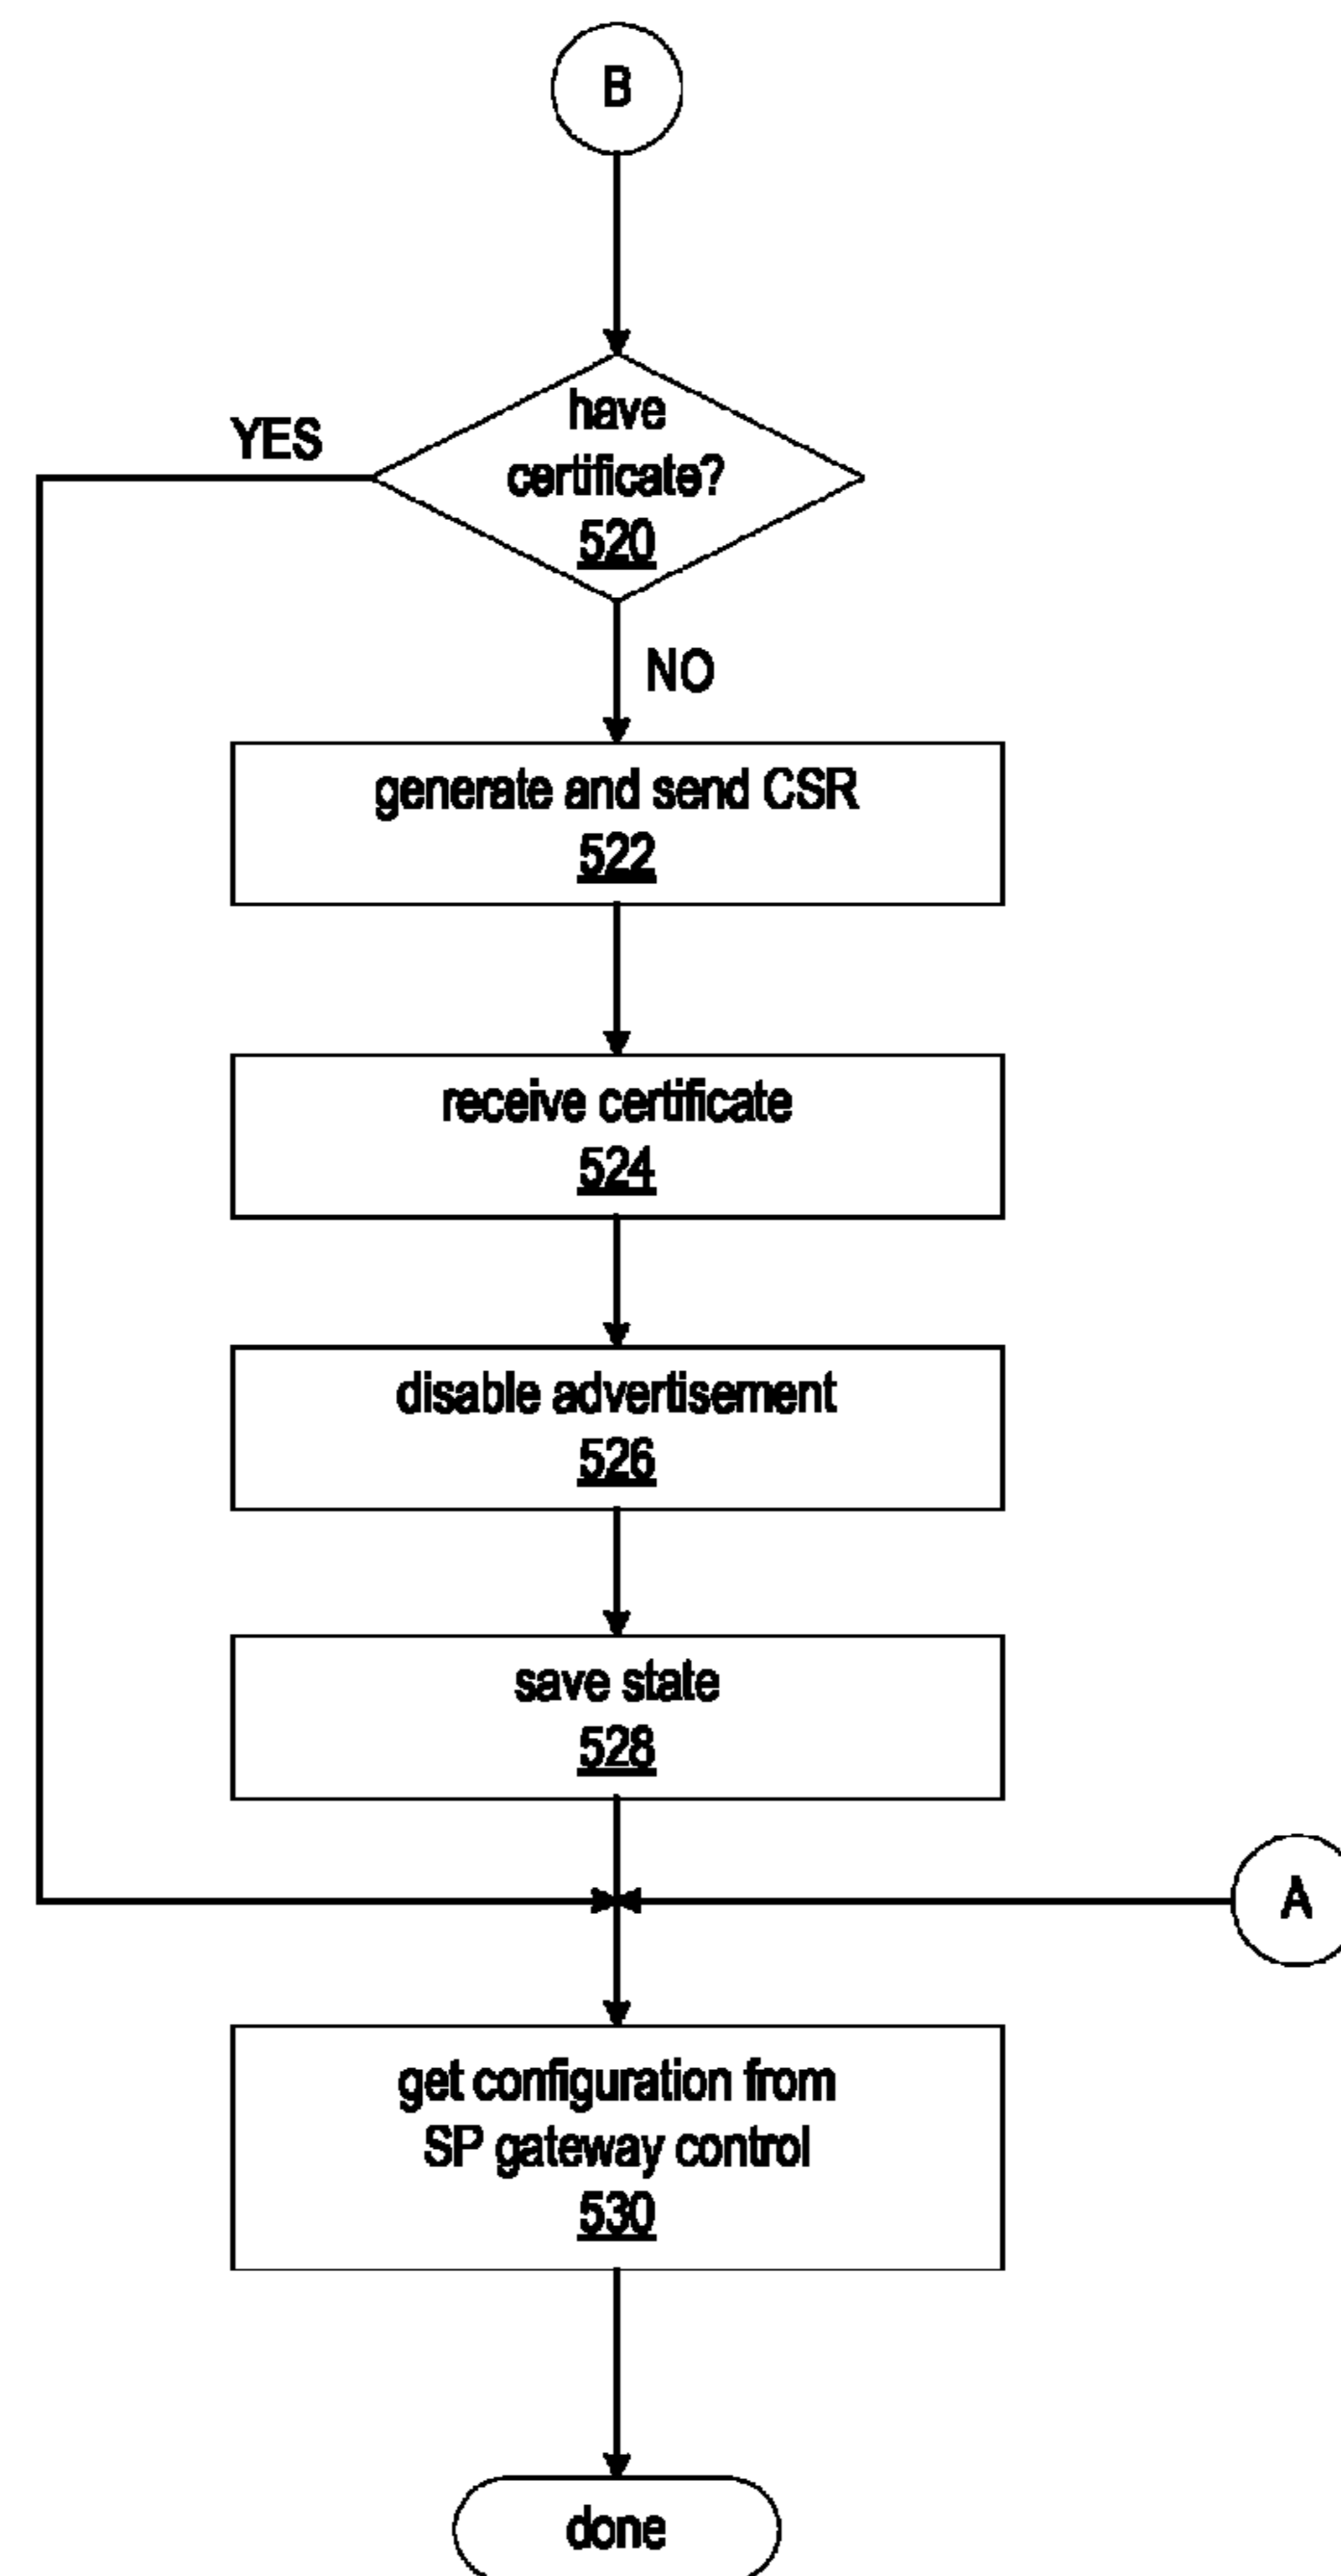 B
have
certificate?
520
YES
NO
generate and send CSR
522
receive certificate
524
disable advertisement
526
save state
528
A
get configuration from
SP gateway control
530
done